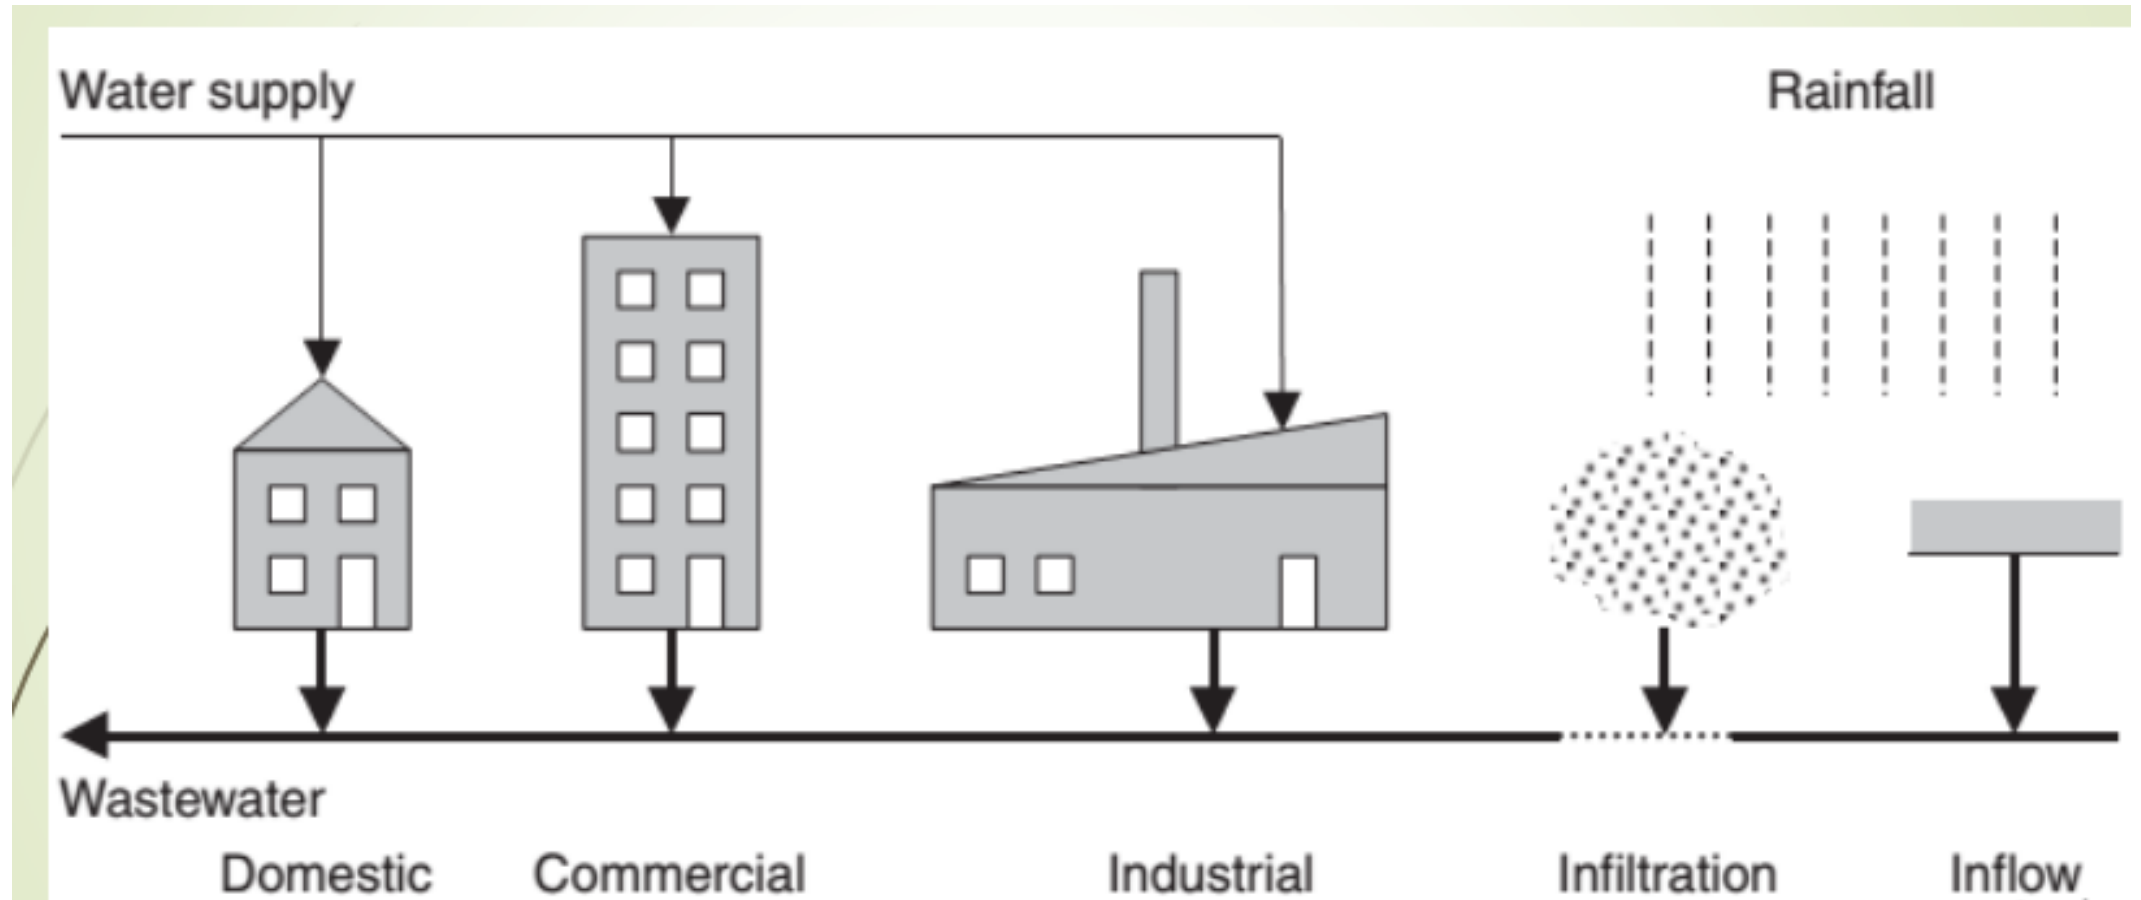 Water supply
Rainfall
Wastewater
Domestic
Commercial
Industrial
Infiltration
Inflow